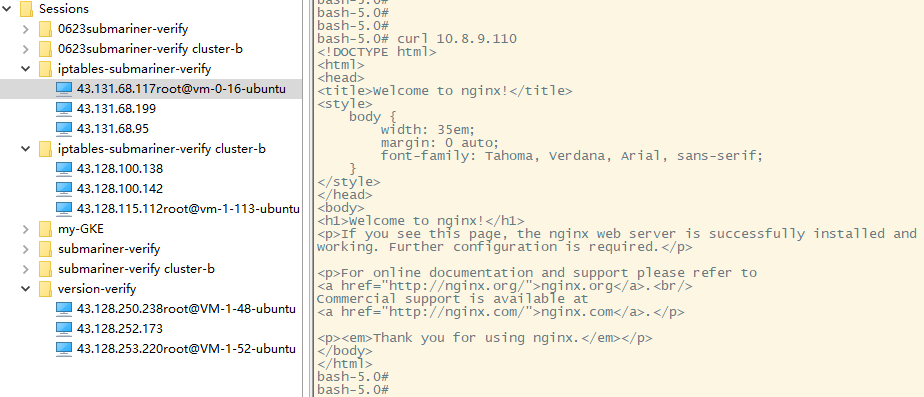 Sessions
0623submariner-verify
0623submariner-verify cluster-b
iptables-submariner-verify
43.131.68.117root@vm-0-16-ubuntu
43.131.68.199
43.131.68.95
iptables-submariner-verify cluster-b
43.128.100.138
43.128.100.142
43.128.115.112root@vm-1-113-ubuntu
my-GKE
submariner-verify
submariner-verify cluster-b
version-verify
43.128.250.238root@VM-1-48-ubuntu
43.128.252.173
43.128.253.220root@VM-1-52-ubuntu
bash-5.0#
bash-5.0#
bash-5.0#
bash-5.0# curl 10.8.9.110
<!DOCTYPE html>
<html>
<head>
<title>Welcome to nginx!</title>
<style>
    body {
        width: 35em;
        margin: 0 auto;
        font-family: Tahoma, Verdana, Arial, sans-serif;
    }
</style>
</head>
<body>
<h1>Welcome to nginx!</h1>
<p>If you see this page, the nginx web server is successfully installed and
working. Further configuration is required.</p>

<p>For online documentation and support please refer to
<a href="http://nginx.org/">nginx.org</a>.<br/>
Commercial support is available at
<a href="http://nginx.com/">nginx.com</a>.</p>

<p><em>Thank you for using nginx.</em></p>
</body>
</html>
bash-5.0#
bash-5.0#